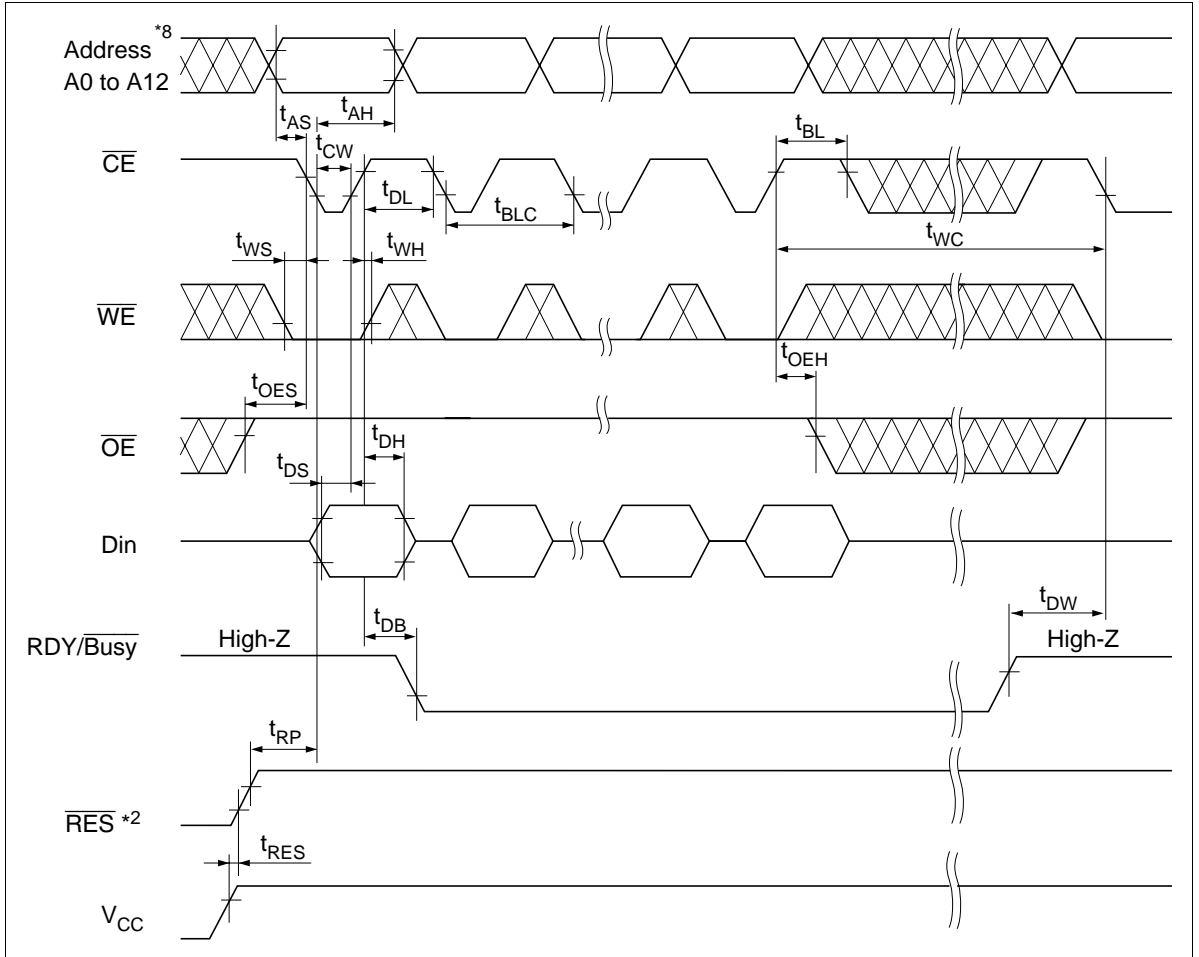 Address *8
A0 to A12
tAS
tAH
tBL
CE
tCW
tDL
tBLC
tWS
tWH
tWC
WE
tOEH
tOES
OE
tDH
tDS
Din
tDB
tDW
RDY/Busy
High-Z
High-Z
tRP
RES *2
tRES
VCC